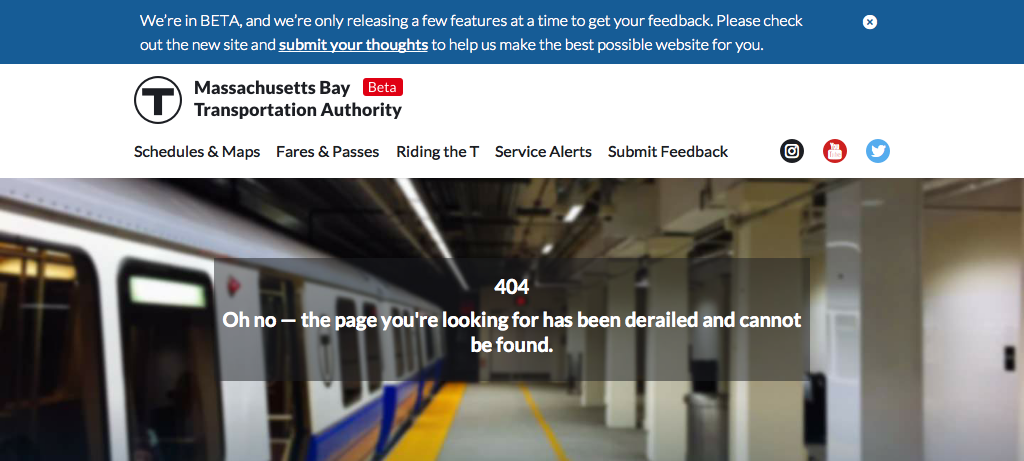 We’re in BETA, and we’re only releasing a few features at a time to get your feedback. Please check
out the new site and submit your thoughts to help us make the best possible website for you.
T
Massachusetts Bay Beta
Transportation Authority
Schedules & Maps Fares & Passes Riding the T Service Alerts Submit Feedback
404
Oh no — the page you're looking for has been derailed and cannot
be found.